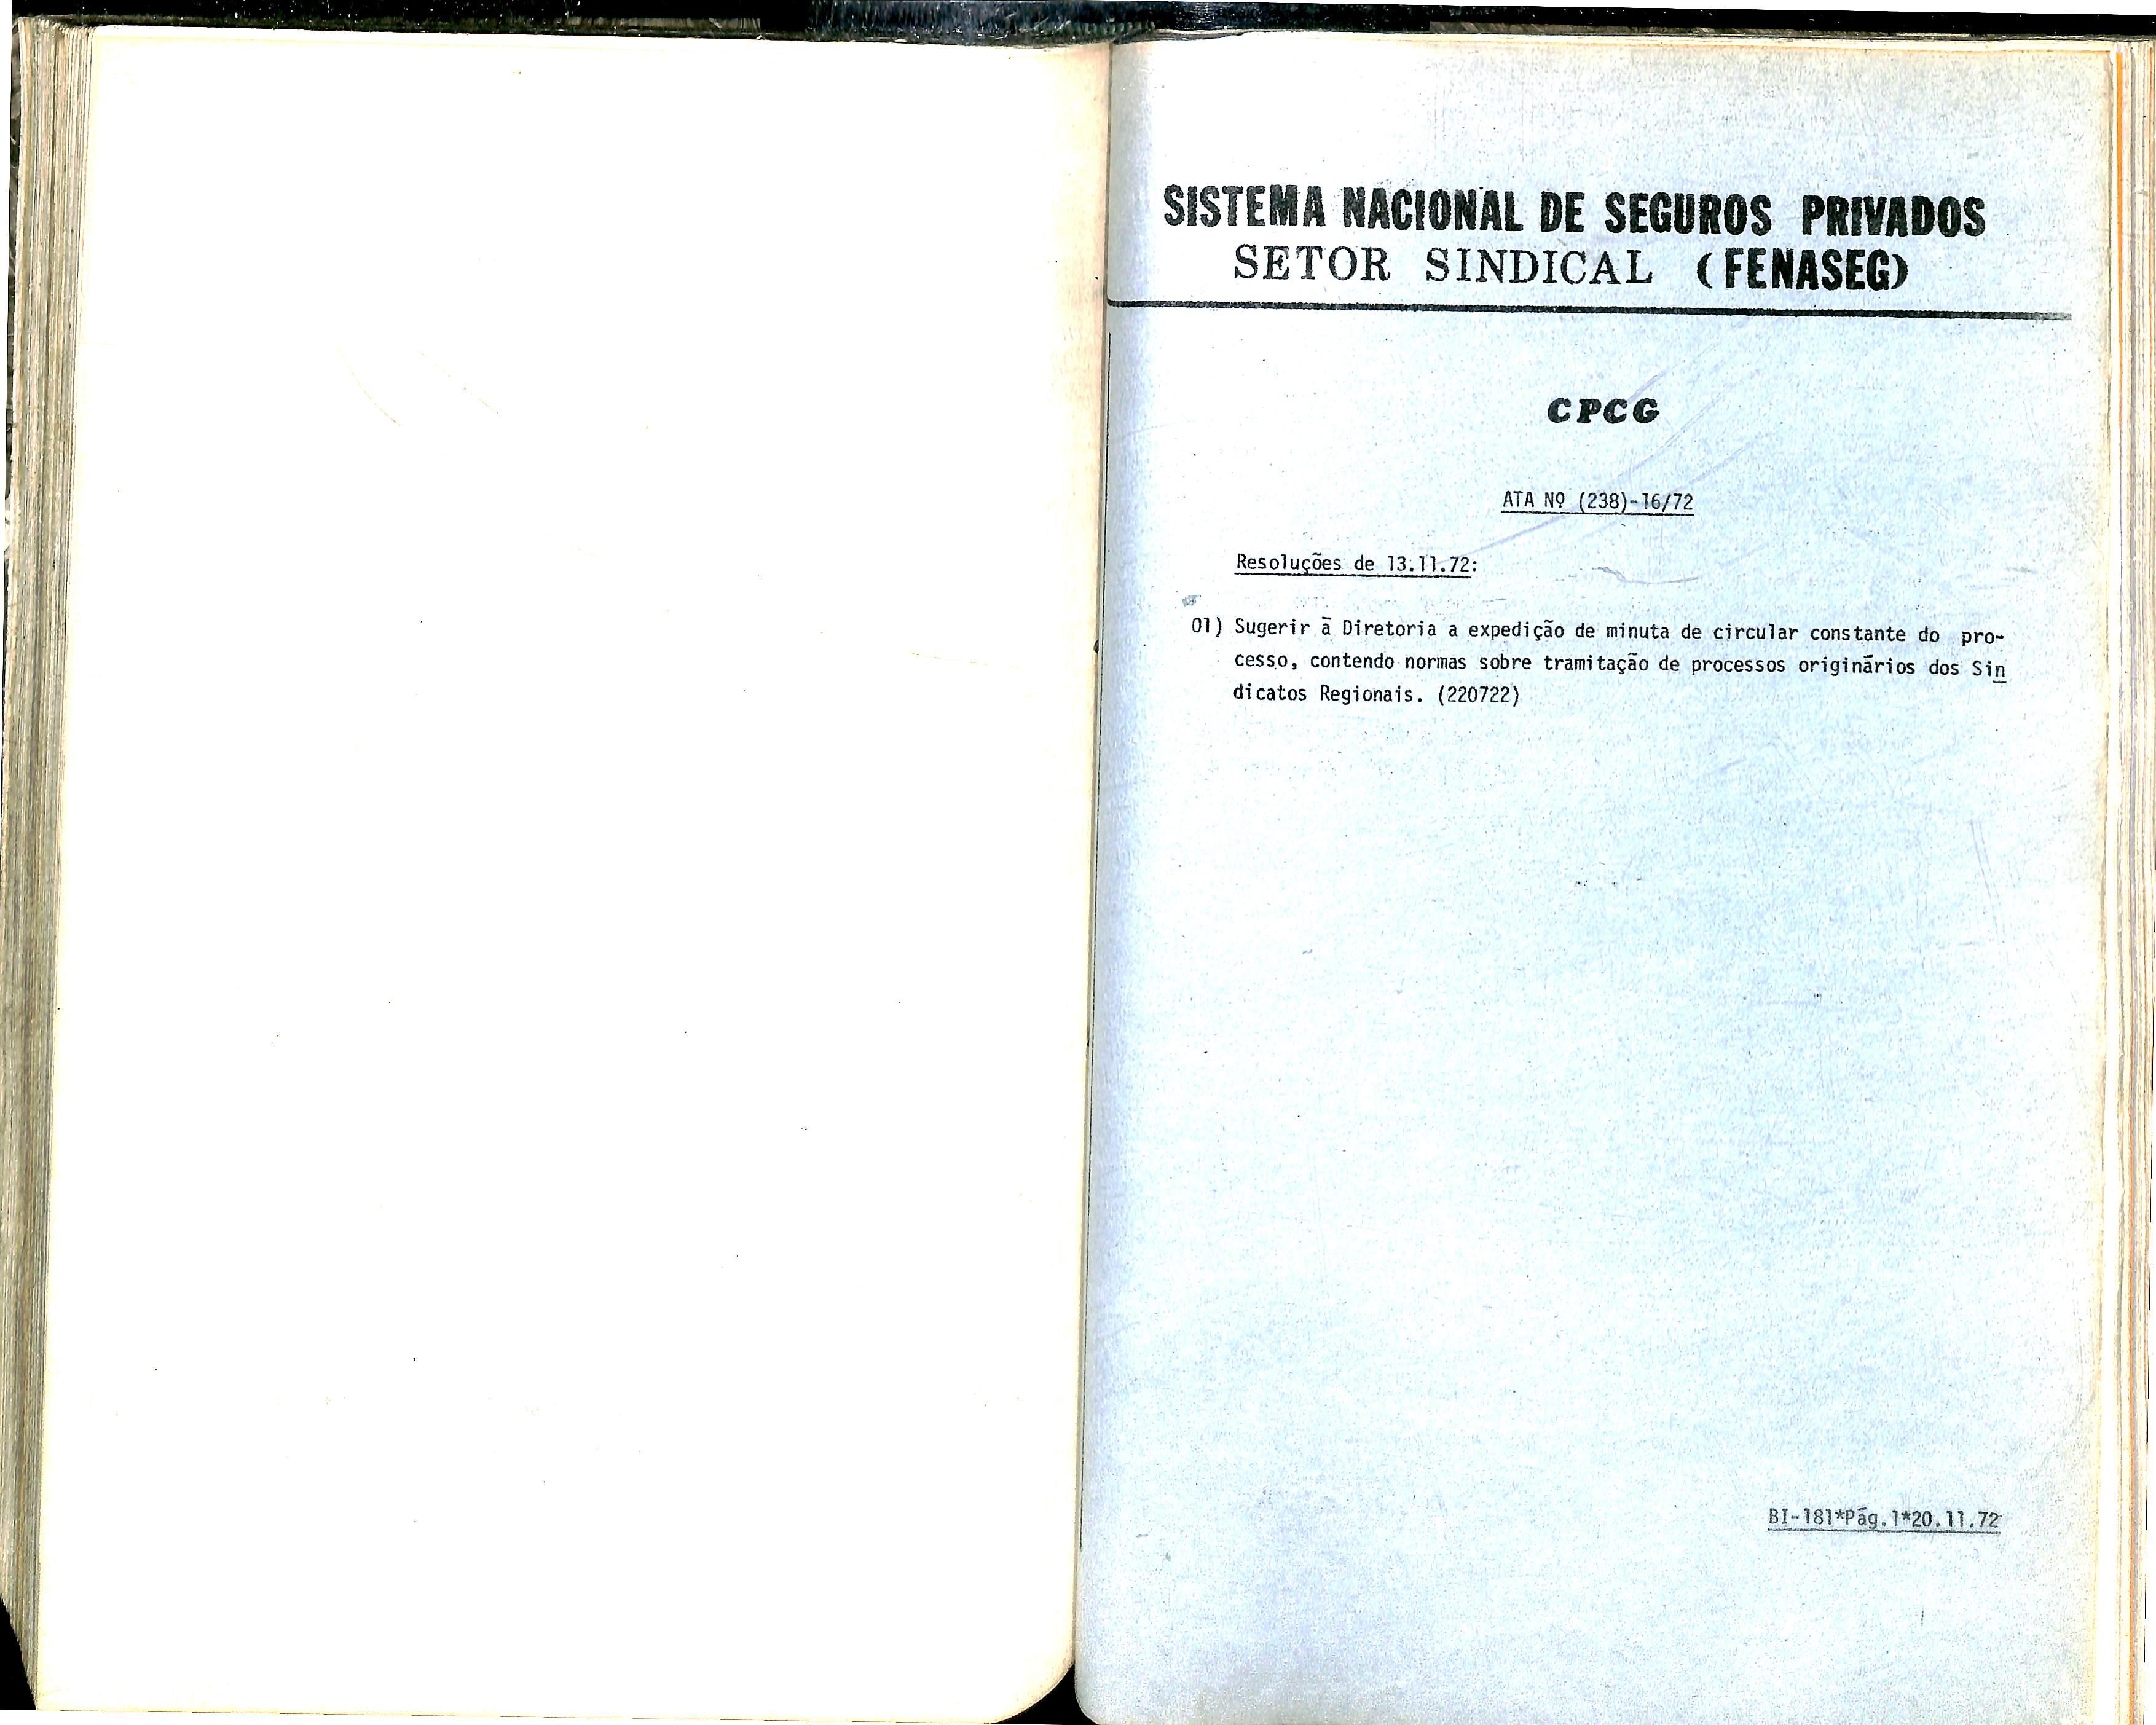 SISTEMA NACIONAL DE SEGUROS PRIVADOS
SETOR SINDICAL (FENASEG)
CPCG
ATA Nº (238)-16/72
Resoluções de 13.11.72:
01) Sugerir à Diretoria a expedição de minuta de circular constante do pro-
cesso, contendo normas sobre tramitação de processos originários dos Sin
dicatos Regionais. (220722)
BI-181*Pág.1*20.11.72